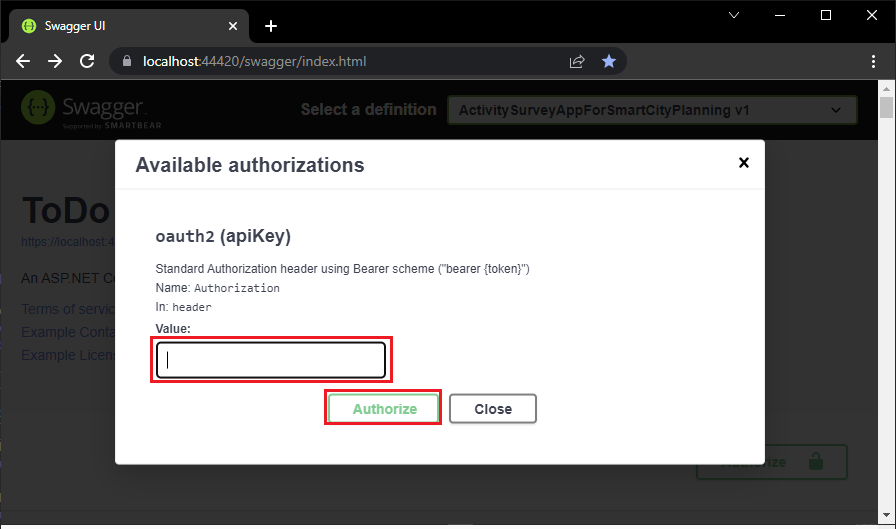 Swagger UI
localhost:44420/swagger/index.html
Swagger
Supported by SMARTBEAR
Select a definition
ActivitySurveyAppForSmartCityPlanning v1
Available authorizations
ToDo
https://localhost:4
An ASP.NET C
Terms of servic
Example Conta
Example Licens
oauth2 (apiKey)
Standard Authorization header using Bearer scheme ("bearer {token}")
Name: Authorization
In: header
Value:
Authorize
Close
Authorize